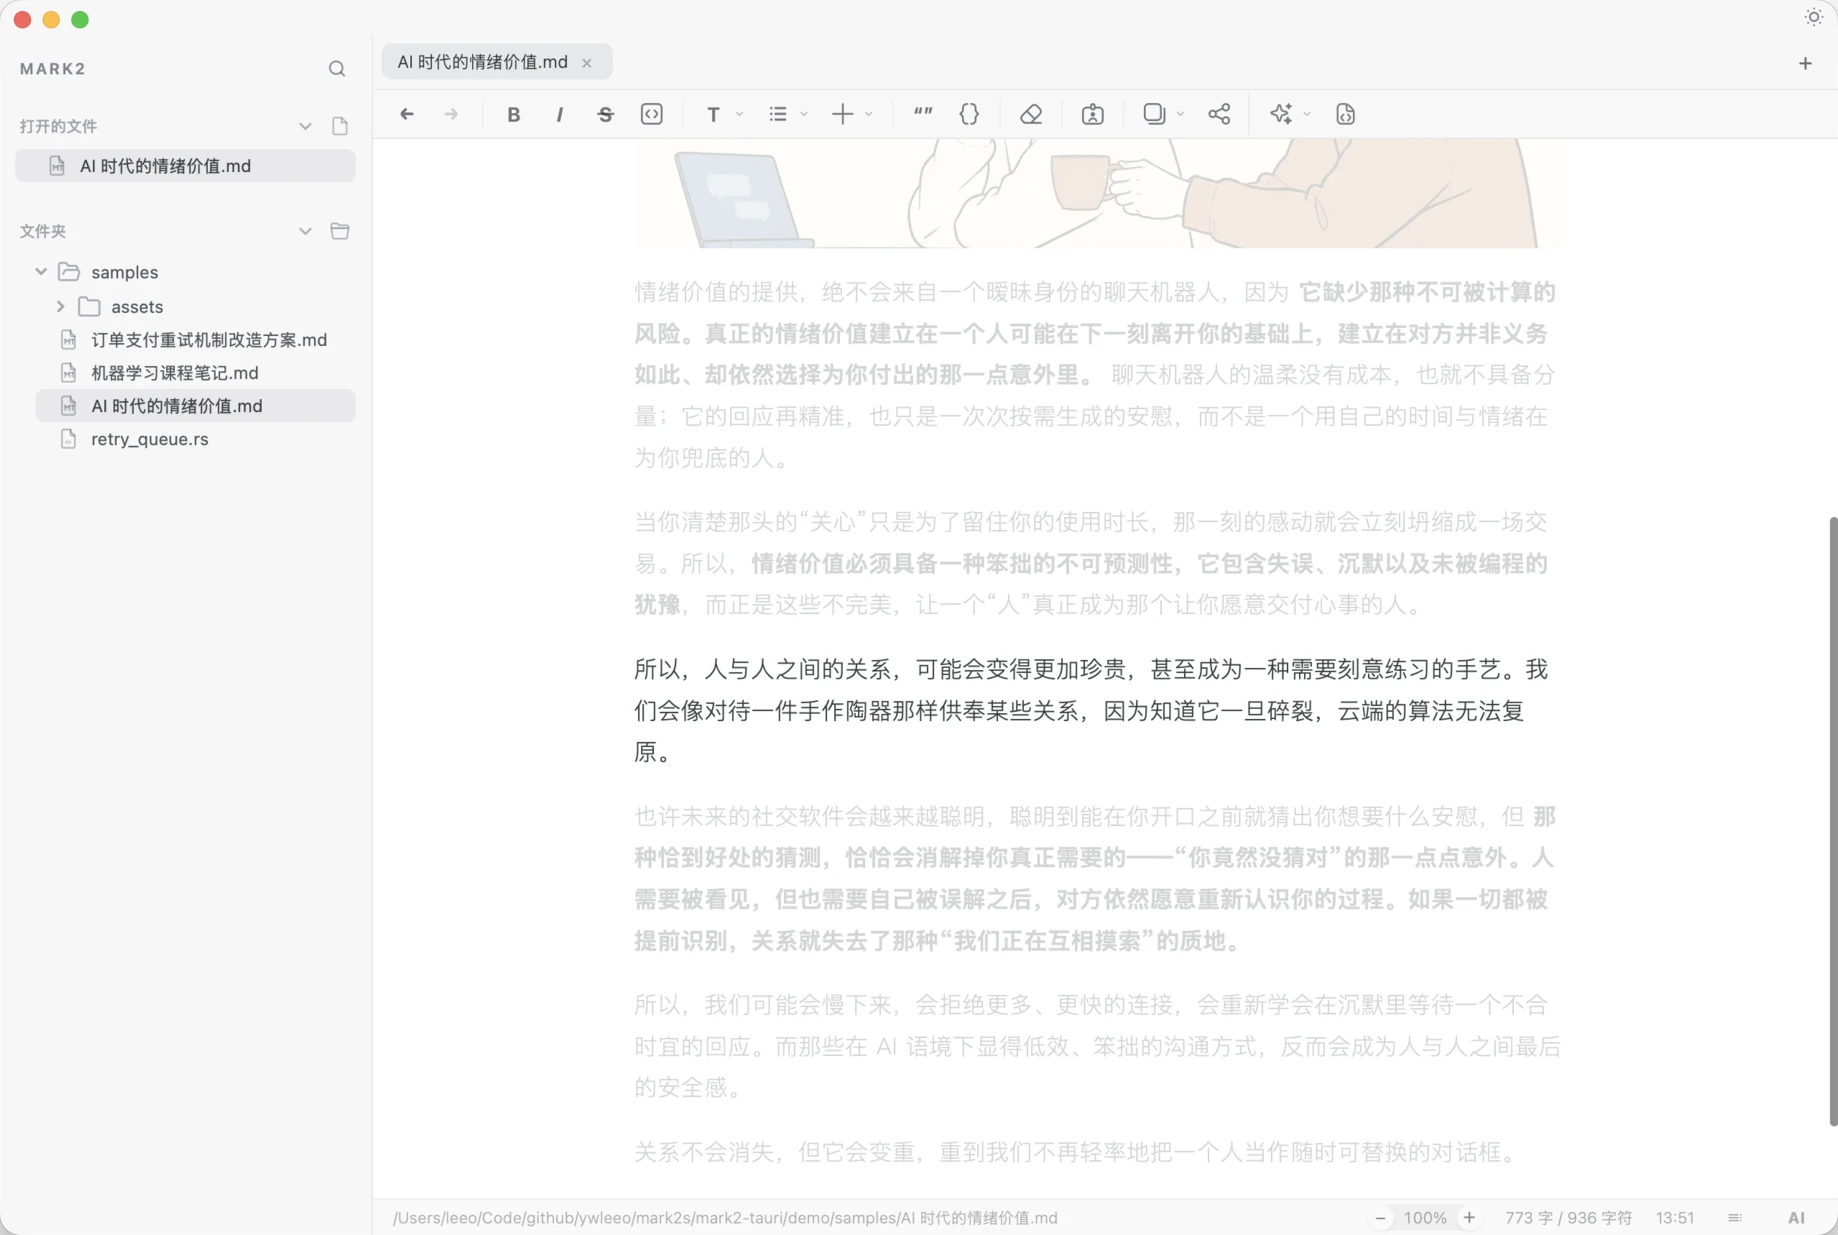 MARK2
AI 时代的情绪价值.md
打开的文件
AI 时代的情绪价值.md
文件夹
samples
assets
订单支付重试机制改造方案.md
机器学习课程笔记.md
AI 时代的情绪价值.md
retry_queue.rs
B I S T “” {}
情绪价值的提供，绝不会来自一个暧昧身份的聊天机器人，因为 它缺少那种不可被计算的
风险。真正的情绪价值建立在一个人可能在下一刻离开你的基础上，建立在对方并非义务
如此、却依然选择为你付出的那一点意外里。 聊天机器人的温柔没有成本，也就不具备分
量；它的回应再精准，也只是一次次按需生成的安慰，而不是一个用自己的时间与情绪在
为你兜底的人。
当你清楚那头的“关心”只是为了留住你的使用时长，那一刻的感动就会立刻坍缩成一场交
易。所以，情绪价值必须具备一种笨拙的不可预测性，它包含失误、沉默以及未被编程的
犹豫，而正是这些不完美，让一个“人”真正成为那个让你愿意交付心事的人。
所以，人与人之间的关系，可能会变得更加珍贵，甚至成为一种需要刻意练习的手艺。我
们会像对待一件手作陶器那样供奉某些关系，因为知道它一旦碎裂，云端的算法无法复
原。
也许未来的社交软件会越来越聪明，聪明到能在你开口之前就猜出你想要什么安慰，但 那
种恰到好处的猜测，恰恰会消解掉你真正需要的——“你竟然没猜对”的那一点点意外。人
需要被看见，但也需要自己被误解之后，对方依然愿意重新认识你的过程。如果一切都被
提前识别，关系就失去了那种“我们正在互相摸索”的质地。
所以，我们可能会慢下来，会拒绝更多、更快的连接，会重新学会在沉默里等待一个不合
时宜的回应。而那些在 AI 语境下显得低效、笨拙的沟通方式，反而会成为人与人之间最后
的安全感。
关系不会消失，但它会变重，重到我们不再轻率地把一个人当作随时可替换的对话框。
/Users/leeo/Code/github/ywleeo/mark2s/mark2-tauri/demo/samples/AI 时代的情绪价值.md
− 100% + 773 字 / 936 字符 13:51 AI